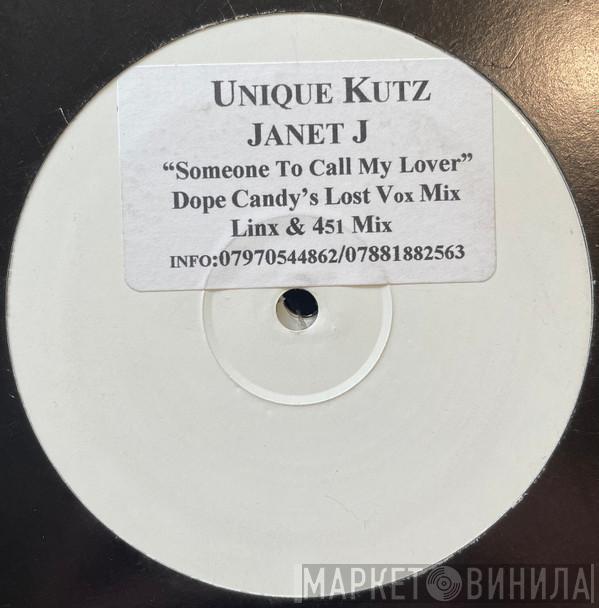 UNIQUE KUTZ
JANET J
“Someone To Call My Lover”
Dope Candy’s Lost Vox Mix
Linx & 451 Mix
INFO:07970544862/07881882563
МАРКЕТ ВИНИЛА